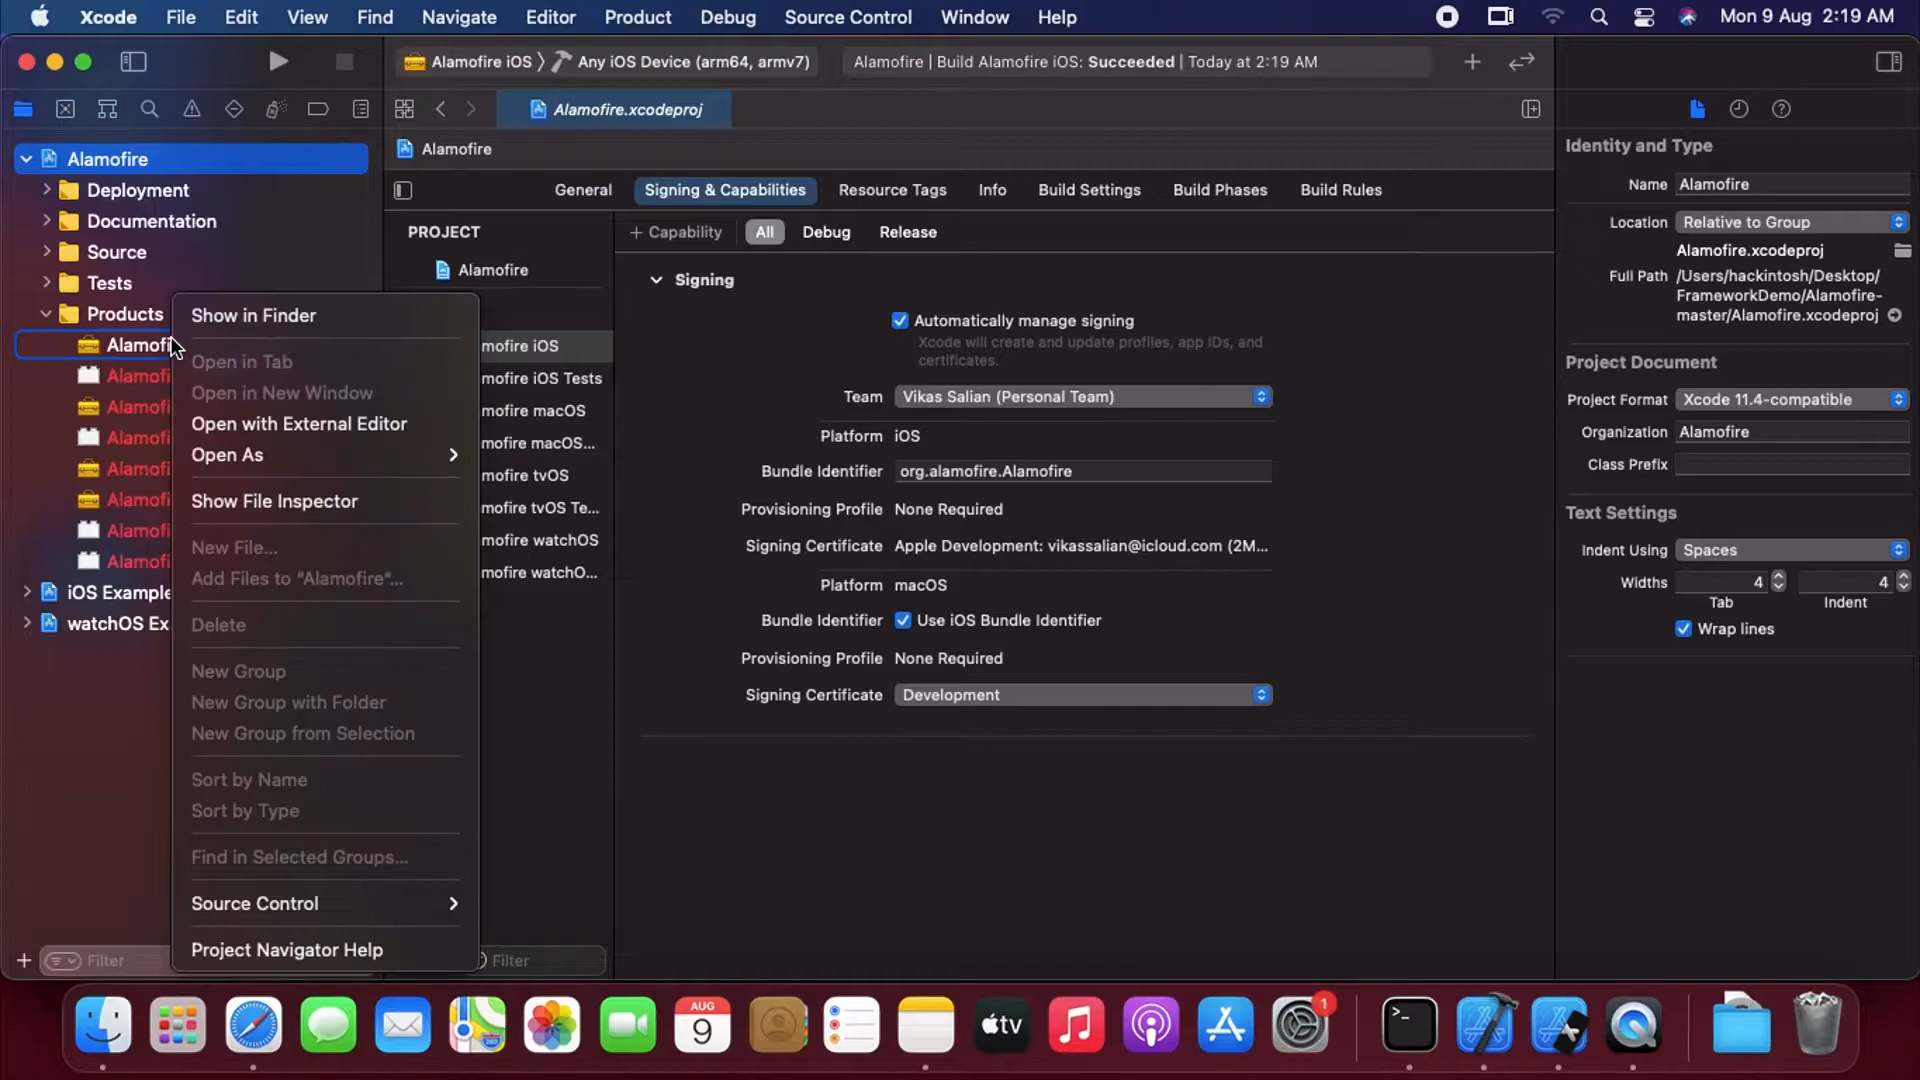 Xcode File Edit View Find Navigate Editor Product Debug Source Control Window Help Mon 9 Aug 2:19 AM
Alamofire iOS Any iOS Device (arm64, armv7) Alamofire | Build Alamofire iOS: Succeeded | Today at 2:19 AM
Alamofire.xcodeproj
Alamofire
Deployment
Documentation
Source
Tests
Products
Alamofi
Alamofi
Alamofi
Alamofi
Alamofi
Alamofi
Alamofi
Alamofi
iOS Example
watchOS Ex
Filter
Show in Finder
Open in Tab
Open in New Window
Open with External Editor
Open As
Show File Inspector
New File...
Add Files to "Alamofire"...
Delete
New Group
New Group with Folder
New Group from Selection
Sort by Name
Sort by Type
Find in Selected Groups...
Source Control
Project Navigator Help
Alamofire
General Signing & Capabilities Resource Tags Info Build Settings Build Phases Build Rules
PROJECT
Alamofire
mofire iOS
mofire iOS Tests
mofire macOS
mofire macOS...
mofire tvOS
mofire tvOS Te...
mofire watchOS
mofire watchO...
Filter
+ Capability All Debug Release
Signing
Automatically manage signing
Xcode will create and update profiles, app IDs, and
certificates.
Team Vikas Salian (Personal Team)
Platform iOS
Bundle Identifier org.alamofire.Alamofire
Provisioning Profile None Required
Signing Certificate Apple Development: vikassalian@icloud.com (2M...
Platform macOS
Bundle Identifier Use iOS Bundle Identifier
Provisioning Profile None Required
Signing Certificate Development
Identity and Type
Name Alamofire
Location Relative to Group
Alamofire.xcodeproj
Full Path /Users/hackintosh/Desktop/
FrameworkDemo/Alamofire-
master/Alamofire.xcodeproj
Project Document
Project Format Xcode 11.4-compatible
Organization Alamofire
Class Prefix
Text Settings
Indent Using Spaces
Widths 4 4
Tab Indent
Wrap lines
AUG
9
tv
1